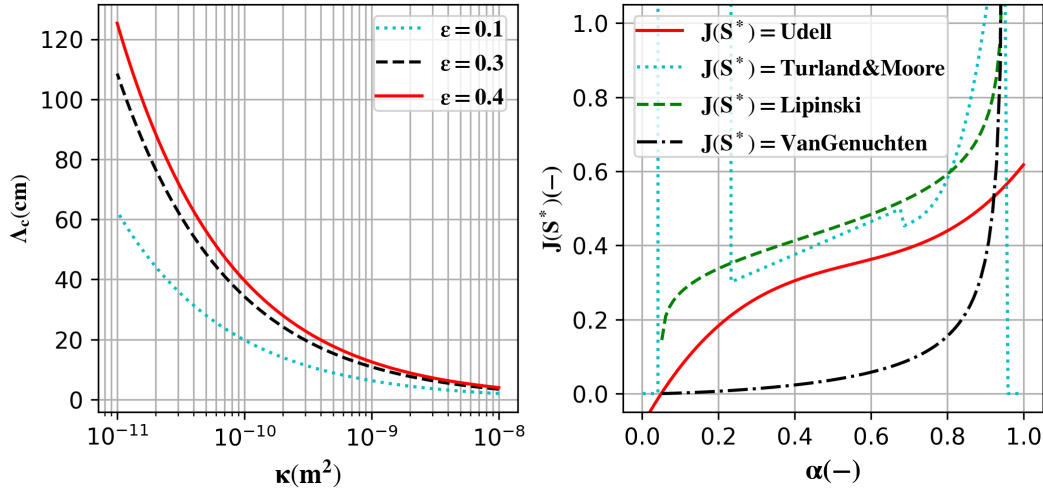 120
100
80
60
40
20
0
Λc(cm)
10⁻¹¹
10⁻¹⁰
10⁻⁹
10⁻⁸
κ(m²)
ε = 0.1
ε = 0.3
ε = 0.4
1.0
0.8
0.6
0.4
0.2
0.0
J(S*)(−)
0.0
0.2
0.4
0.6
0.8
1.0
α(−)
J(S*) = Udell
J(S*) = Turland&Moore
J(S*) = Lipinski
J(S*) = VanGenuchten